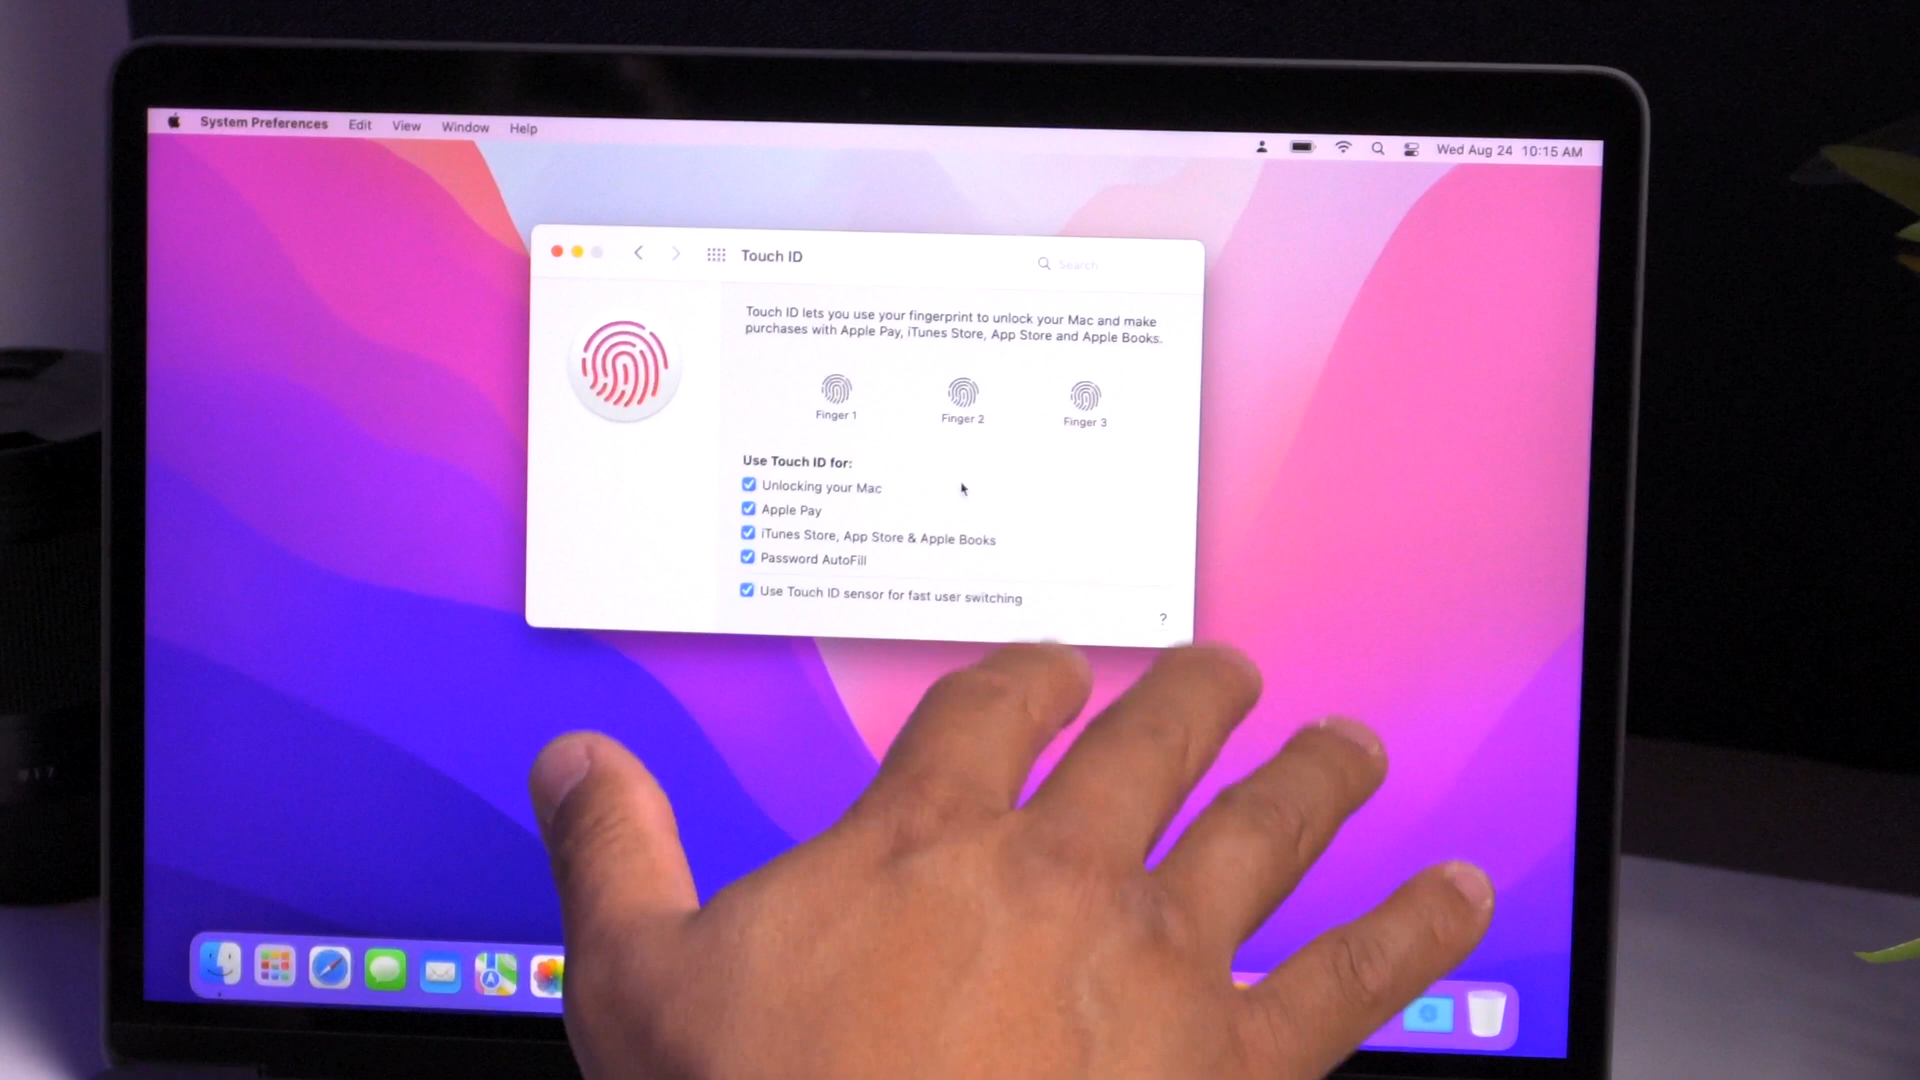 System Preferences Edit View Window Help
Wed Aug 24 10:15 AM
Touch ID
Search
Touch ID lets you use your fingerprint to unlock your Mac and make
purchases with Apple Pay, iTunes Store, App Store and Apple Books.
Finger 1
Finger 2
Finger 3
Use Touch ID for:
Unlocking your Mac
Apple Pay
iTunes Store, App Store & Apple Books
Password AutoFill
Use Touch ID sensor for fast user switching
?